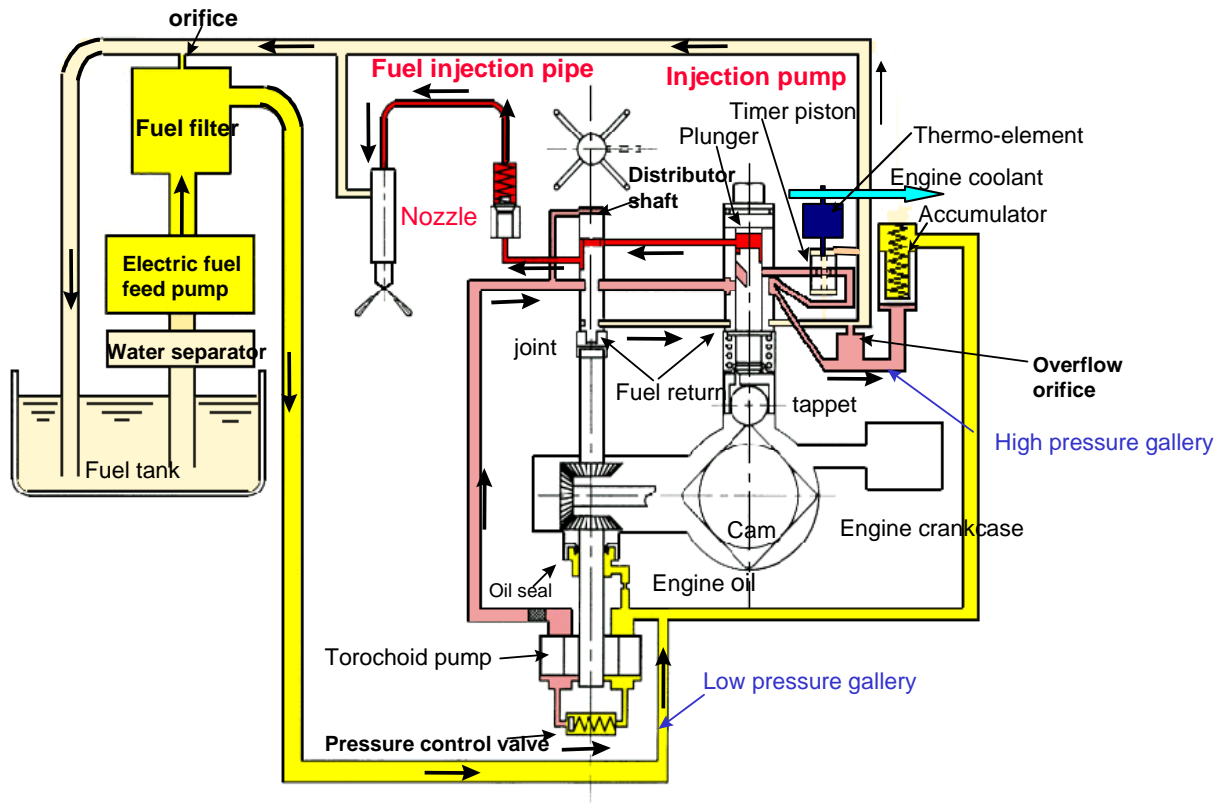 orifice
Fuel injection pipe
Injection pump
Timer piston
Plunger
Thermo-element
Fuel filter
Distributor
shaft
Engine coolant
Nozzle
Accumulator
Electric fuel
feed pump
Water separator
joint
Fuel return
Overflow
orifice
tappet
High pressure gallery
Fuel tank
Cam
Engine crankcase
Oil seal
Engine oil
Torochoid pump
Low pressure gallery
Pressure control valve